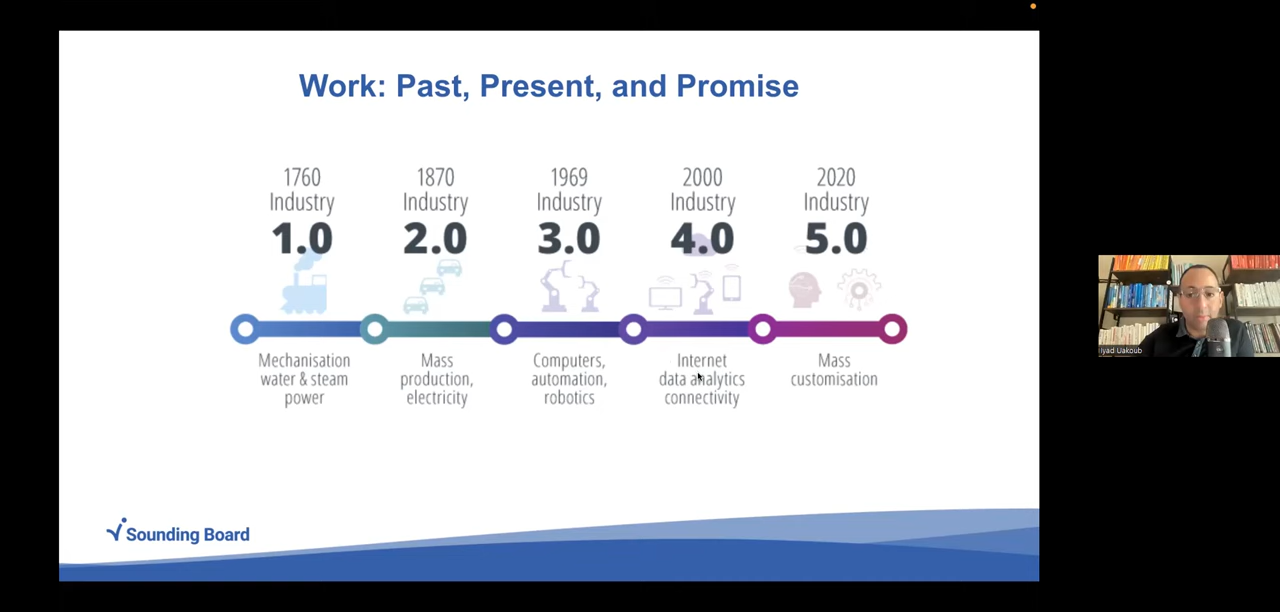 Work: Past, Present, and Promise
1760
Industry
1.0
1870
Industry
2.0
1969
Industry
3.0
2000
Industry
4.0
2020
Industry
5.0
Mechanisation
water & steam
power
Mass
production,
electricity
Computers,
automation,
robotics
Internet
data analytics
connectivity
Mass
customisation
Sounding Board
Iyad Uakoub